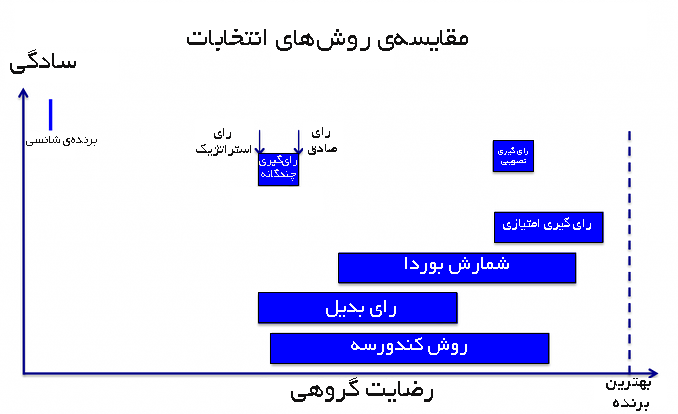 مقایسه‌ی روش‌های انتخابات
سادگی
برنده‌ی شانسی
رای
استراتژیک
رای
صادق
رای‌گیری
چندگانه
رای گیری
تصویبی
رای گیری امتیازی
شمارش بوردا
رای بدیل
روش کندورسه
رضایت گروهی
بهترین
برنده